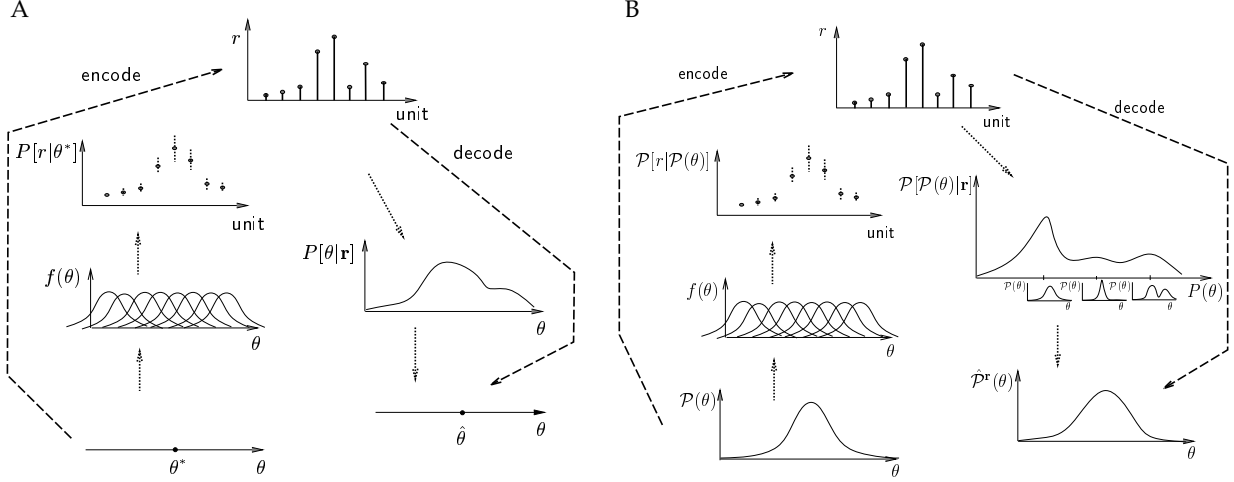 A
r
encode
unit
P[r|θ*]
decode
unit
P[θ|r]
f(θ)
θ
θ
θ̂
θ
θ*
θ
B
r
encode
unit
decode
𝒫[r|𝒫(θ)]
𝒫[𝒫(θ)|r]
unit
f(θ)
𝒫(θ) 𝒫(θ) 𝒫(θ) P(θ)
θ θ θ
θ
𝒫̂ʳ(θ)
𝒫(θ)
θ
θ